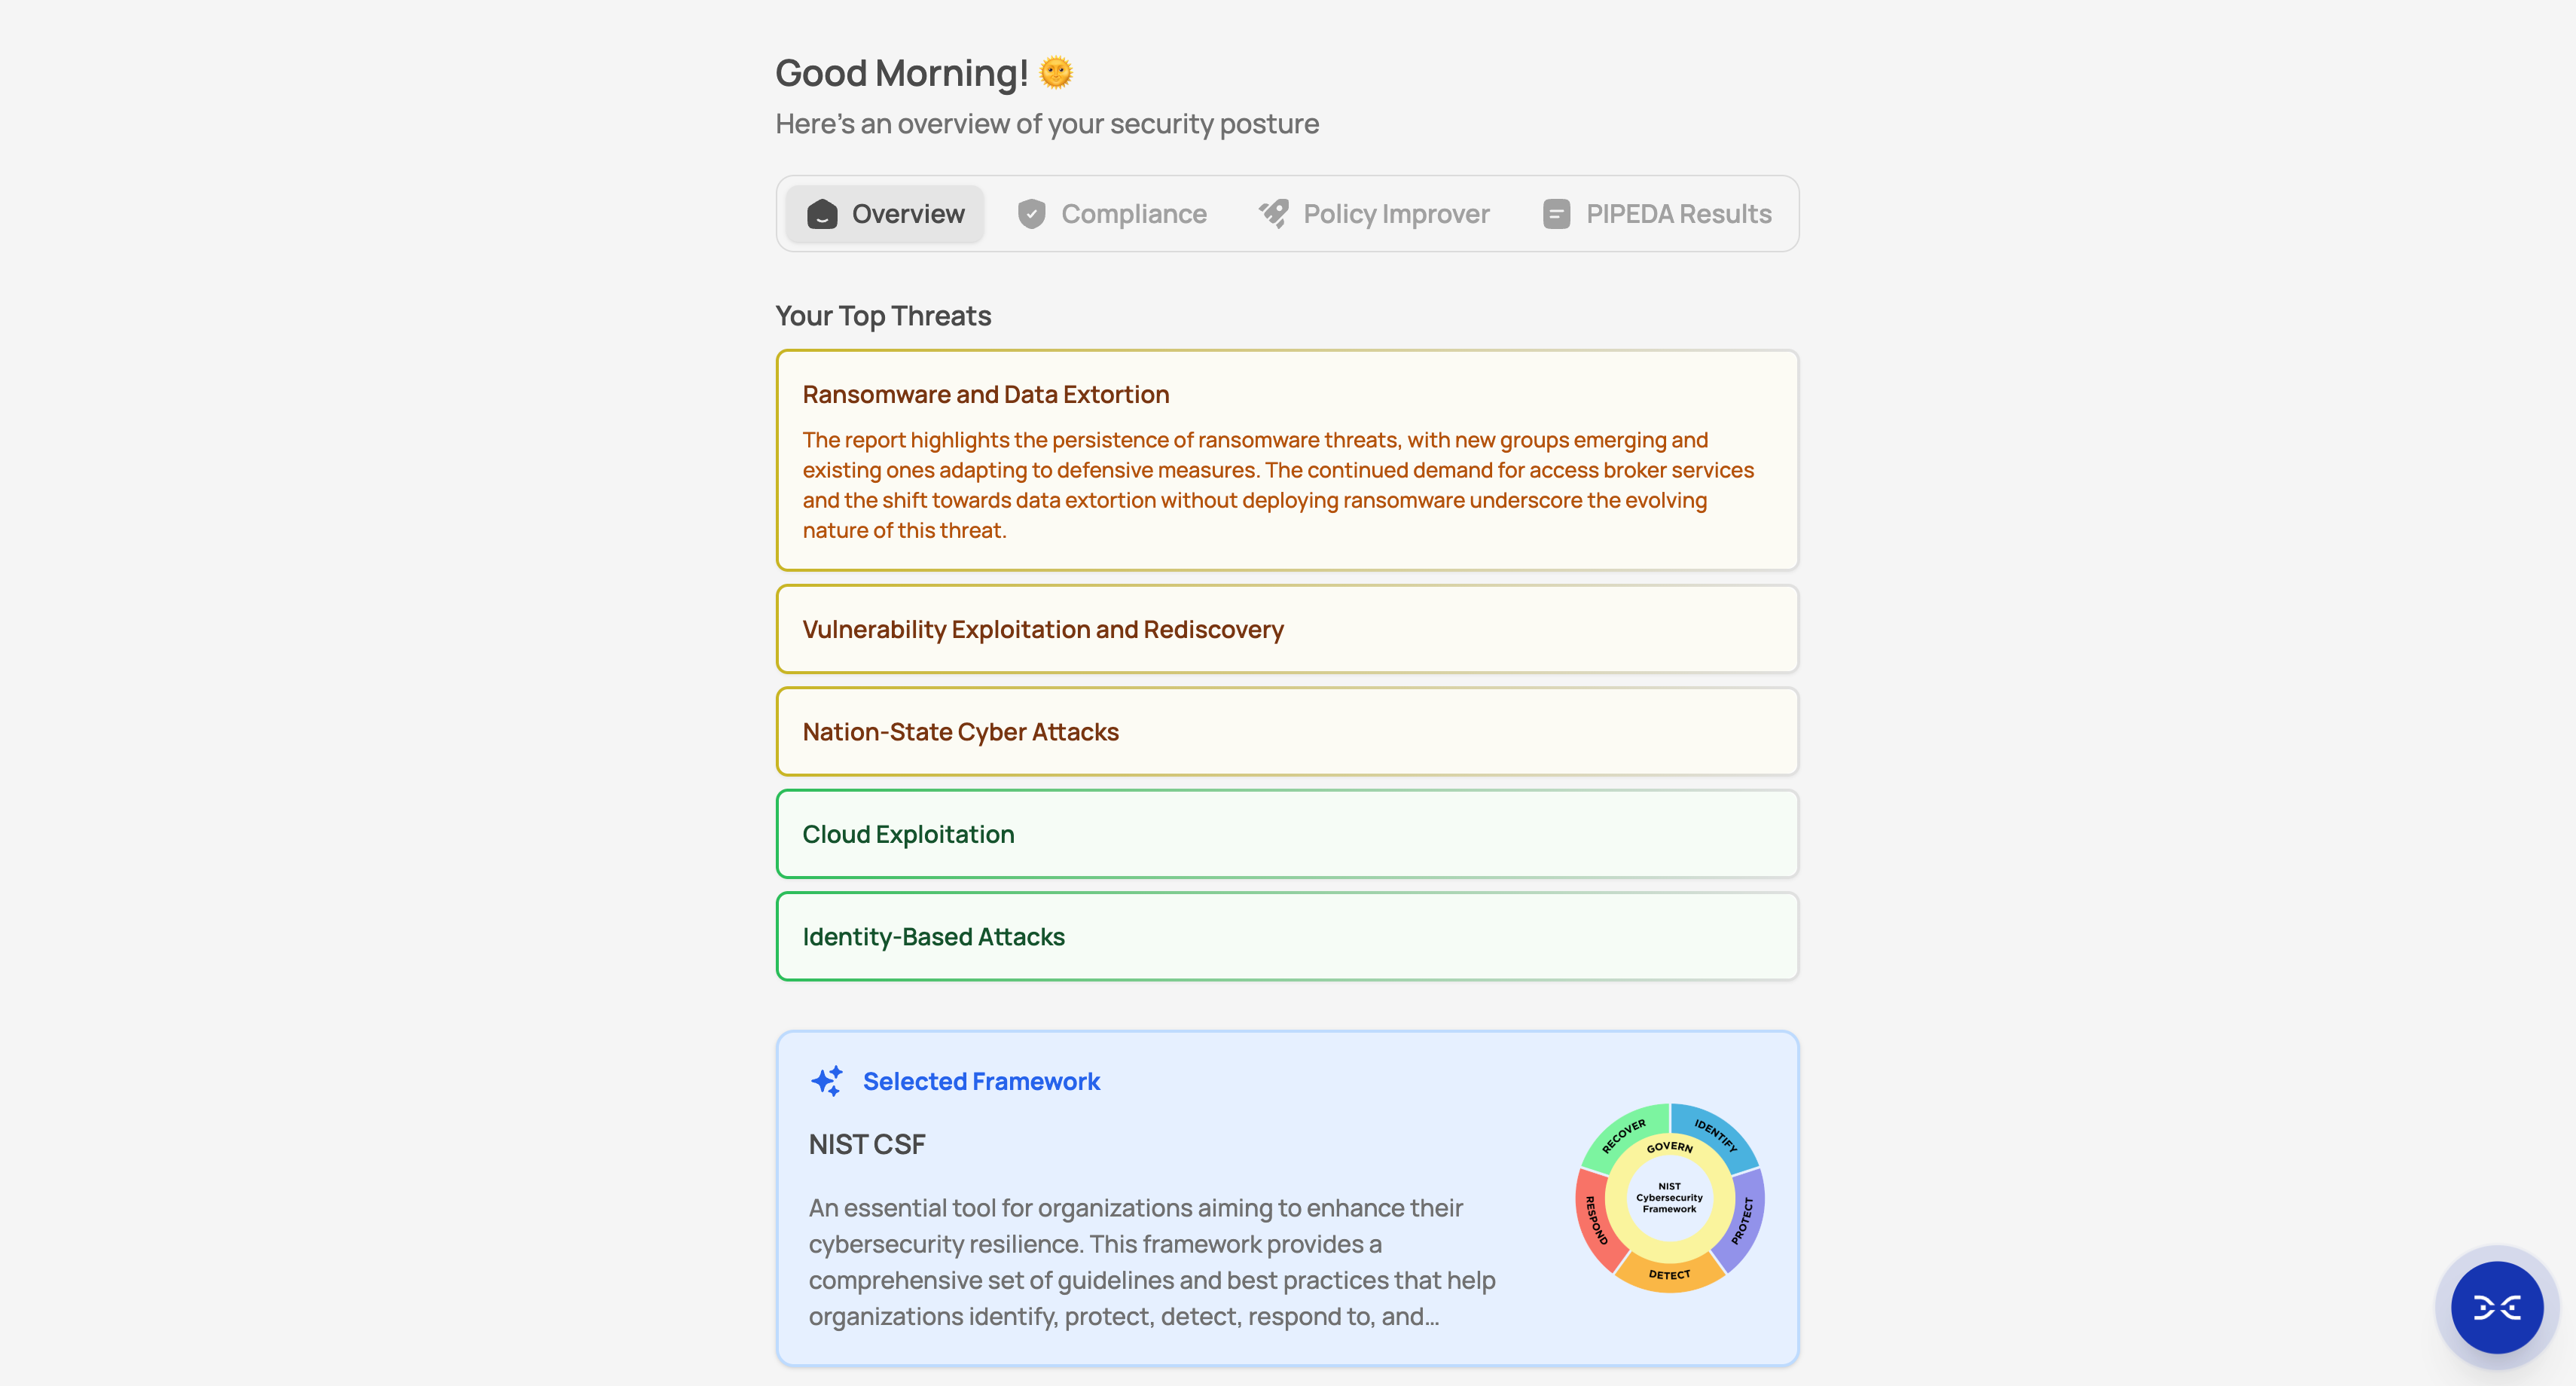 Good Morning! 🌞
Here's an overview of your security posture
Overview
Compliance
Policy Improver
PIPEDA Results
Your Top Threats
Ransomware and Data Extortion
The report highlights the persistence of ransomware threats, with new groups emerging and
existing ones adapting to defensive measures. The continued demand for access broker services
and the shift towards data extortion without deploying ransomware underscore the evolving
nature of this threat.
Vulnerability Exploitation and Rediscovery
Nation-State Cyber Attacks
Cloud Exploitation
Identity-Based Attacks
Selected Framework
NIST CSF
An essential tool for organizations aiming to enhance their
cybersecurity resilience. This framework provides a
comprehensive set of guidelines and best practices that help
organizations identify, protect, detect, respond to, and...
RECOVER
IDENTIFY
GOVERN
NIST
Cybersecurity
Framework
RESPOND
PROTECT
DETECT